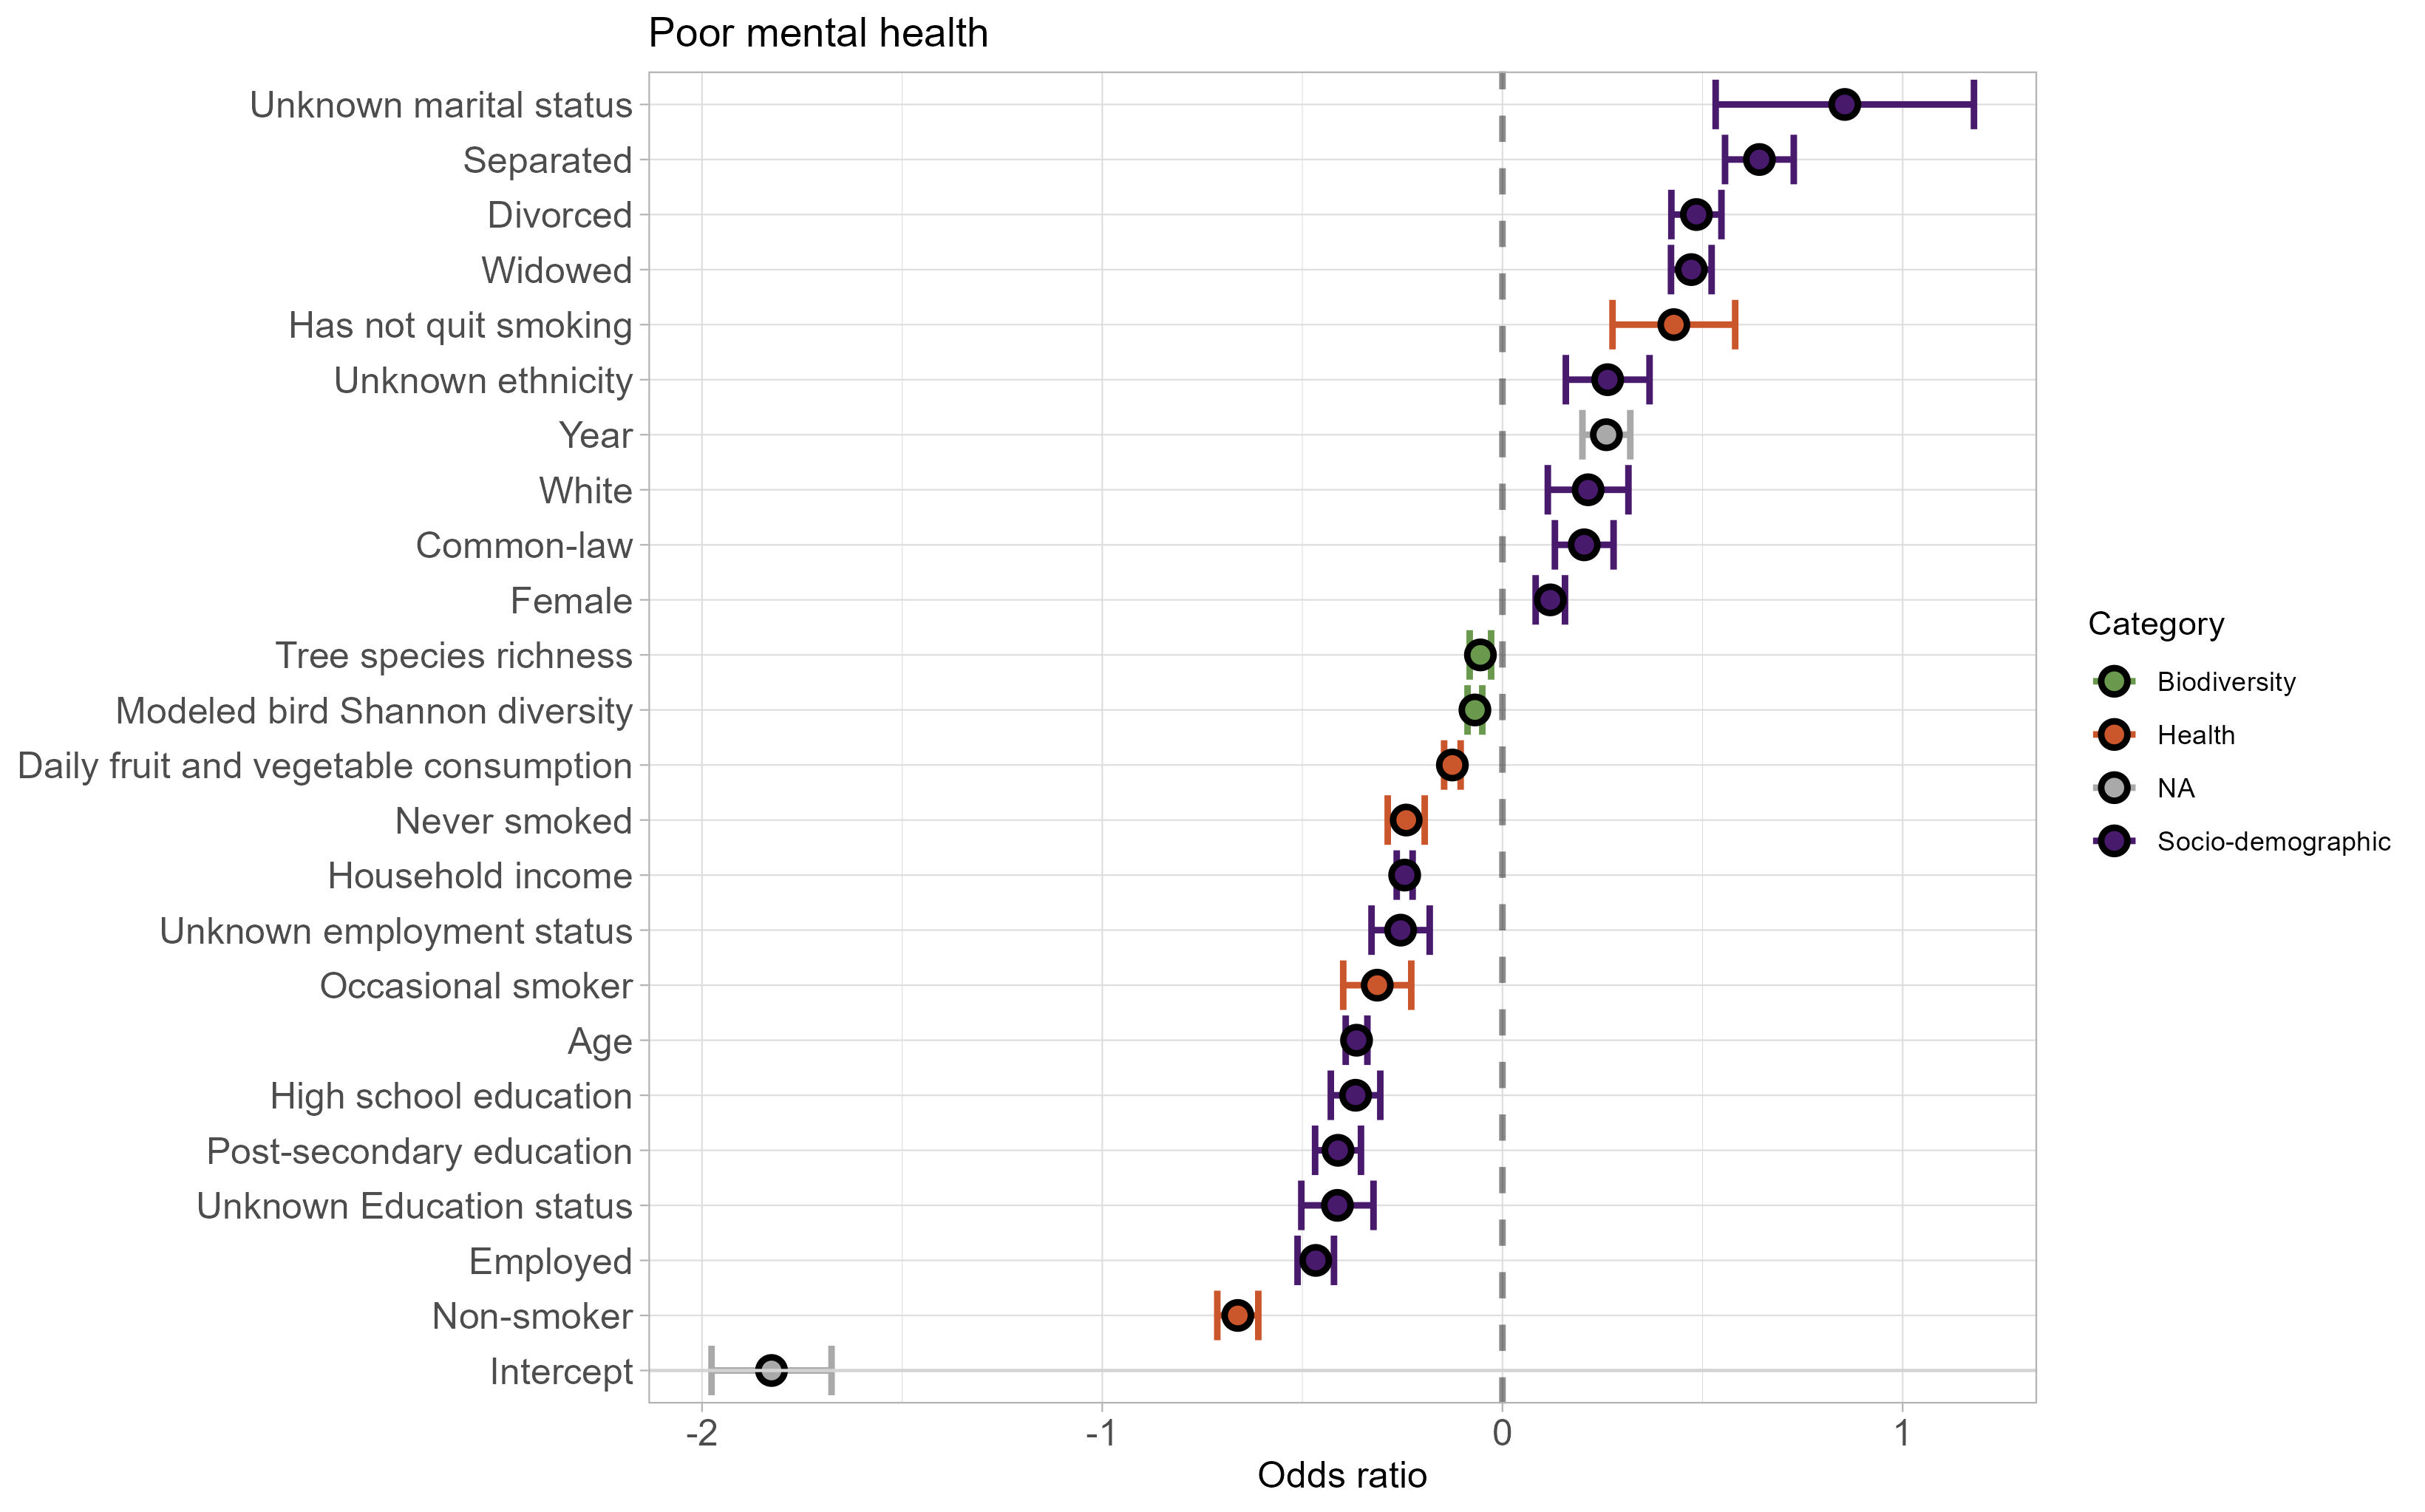 Poor mental health
Unknown marital status
Separated
Divorced
Widowed
Has not quit smoking
Unknown ethnicity
Year
White
Common-law
Female
Tree species richness
Modeled bird Shannon diversity
Daily fruit and vegetable consumption
Never smoked
Household income
Unknown employment status
Occasional smoker
Age
High school education
Post-secondary education
Unknown Education status
Employed
Non-smoker
Intercept
-2 -1 0 1
Odds ratio
Category
Biodiversity
Health
NA
Socio-demographic